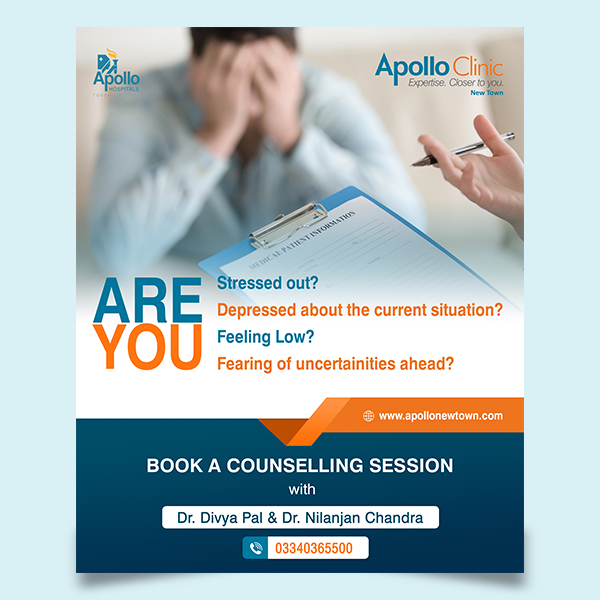 Apollo
HOSPITALS
Apollo Clinic
Expertise. Closer to you.
New Town
MEDICAL PATIENT INFORMATION
ARE
YOU
Stressed out?
Depressed about the current situation?
Feeling Low?
Fearing of uncertainities ahead?
www.apollonewtown.com
BOOK A COUNSELLING SESSION
with
Dr. Divya Pal & Dr. Nilanjan Chandra
03340365500